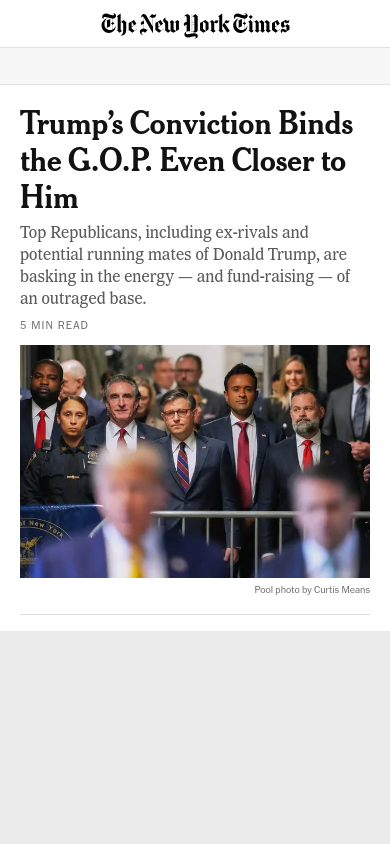 The New York Times
Trump’s Conviction Binds
the G.O.P. Even Closer to
Him
Top Republicans, including ex-rivals and
potential running mates of Donald Trump, are
basking in the energy — and fund-raising — of
an outraged base.
5 MIN READ
of New York
Pool photo by Curtis Means